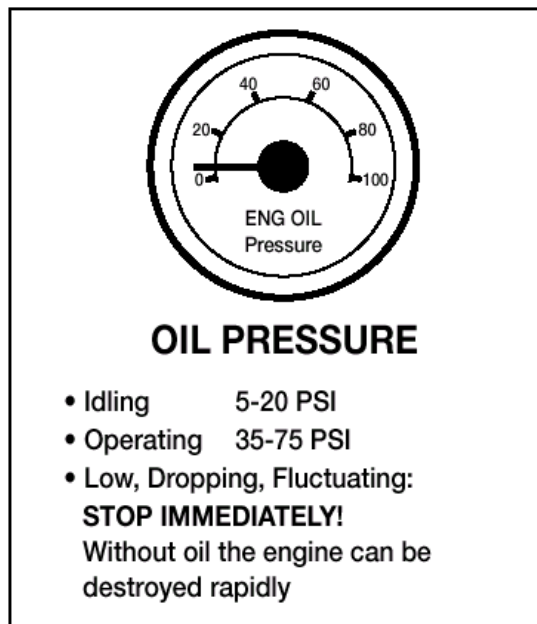 40 60
20 80
0 100
ENG OIL
Pressure
OIL PRESSURE
• Idling 5-20 PSI
• Operating 35-75 PSI
• Low, Dropping, Fluctuating:
STOP IMMEDIATELY!
Without oil the engine can be
destroyed rapidly